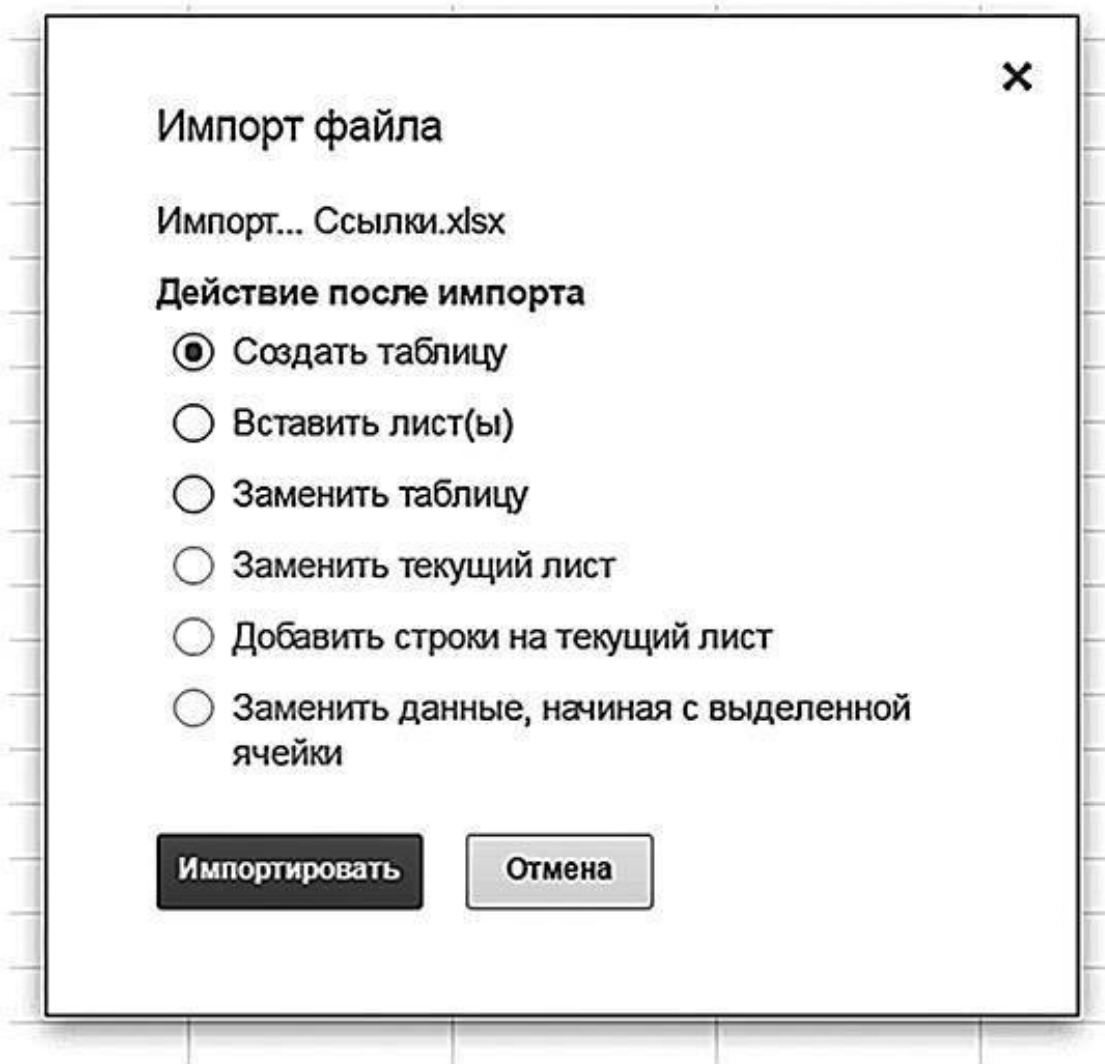 Импорт файла
Импорт... Ссылки.xlsx
Действие после импорта
Создать таблицу
Вставить лист(ы)
Заменить таблицу
Заменить текущий лист
Добавить строки на текущий лист
Заменить данные, начиная с выделенной
ячейки
Импортировать Отмена